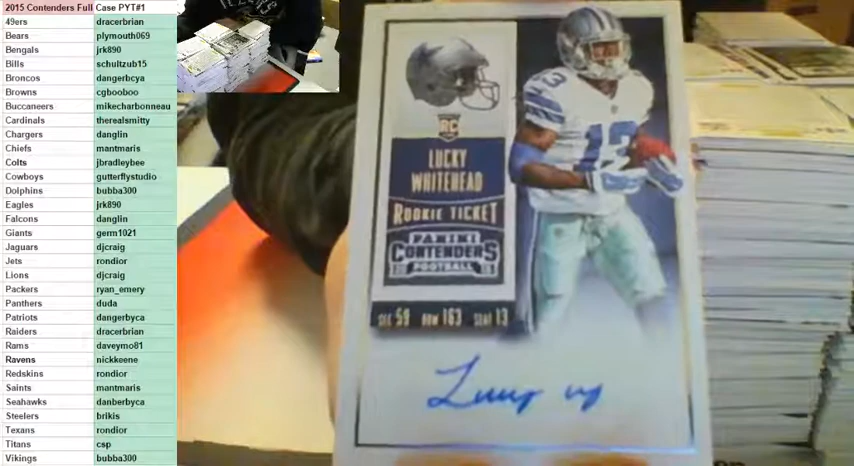 2015 Contenders Full Case PYT#1
49ers dracerbrian
Bears plymouth069
Bengals jrk890
Bills schultzub15
Broncos dangerbcya
Browns cgbooboo
Buccaneers mikecharbonneau
Cardinals therealsmitty
Chargers danglin
Chiefs mantmaris
Colts jbradleybee
Cowboys gutterflystudio
Dolphins bubba300
Eagles jrk890
Falcons danglin
Giants germ1021
Jaguars djcraig
Jets rondior
Lions djcraig
Packers ryan_emery
Panthers duda
Patriots dangerbyca
Raiders dracerbrian
Rams daveymo81
Ravens nickkeene
Redskins rondior
Saints mantmaris
Seahawks danberbyca
Steelers brikis
Texans rondior
Titans csp
Vikings bubba300
RC
LUCKY
WHITEHEAD
ROOKIE TICKET
PANINI
CONTENDERS
FOOTBALL
SEC 59 ROW 163 SEAT 13
13